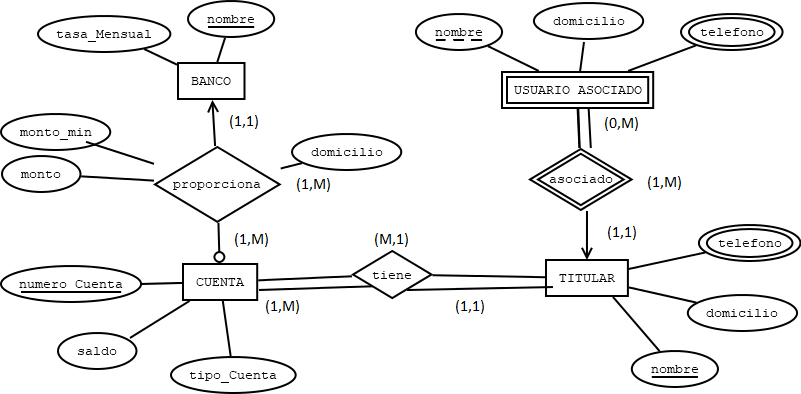 nombre
tasa_Mensual
domicilio
nombre
telefono
BANCO
USUARIO ASOCIADO
(1,1)
(0,M)
monto_min
domicilio
monto
proporciona
(1,M)
asociado
(1,M)
(1,M)
(M,1)
(1,1)
telefono
numero Cuenta
CUENTA
tiene
TITULAR
(1,M)
(1,1)
domicilio
saldo
tipo_Cuenta
nombre